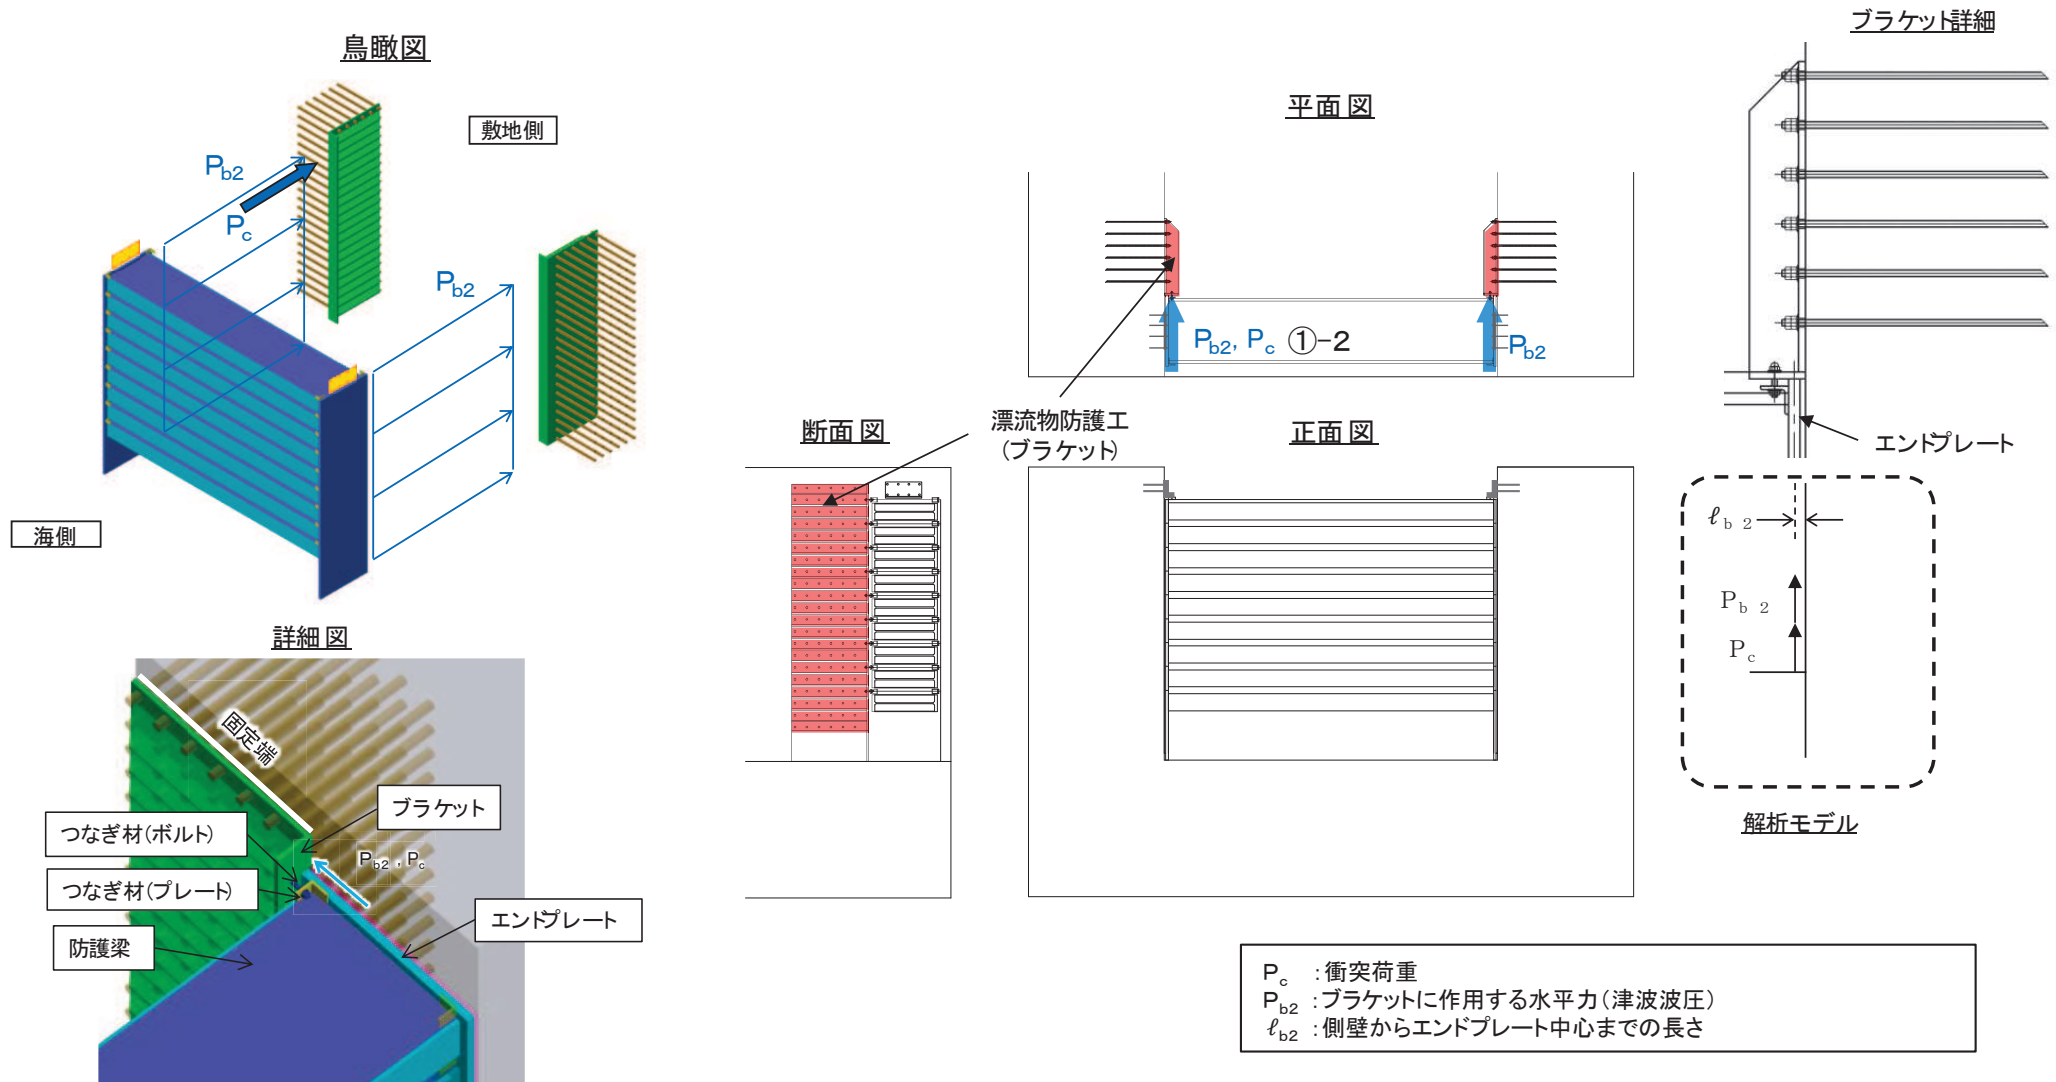 鳥瞰図
敷地側
Pb2
Pc
Pb2
海側
詳細図
固定端
ブラケット
つなぎ材(ボルト)
Pb2 , Pc
つなぎ材(プレート)
エンドプレート
防護梁
平面図
Pb2, Pc ①-2
Pb2
漂流物防護工
(ブラケット)
断面図
正面図
ブラケット詳細
エンドプレート
ℓb2
Pb2
Pc
解析モデル
Pc :衝突荷重
Pb2 :ブラケットに作用する水平力(津波波圧)
ℓb2 :側壁からエンドプレート中心までの長さ